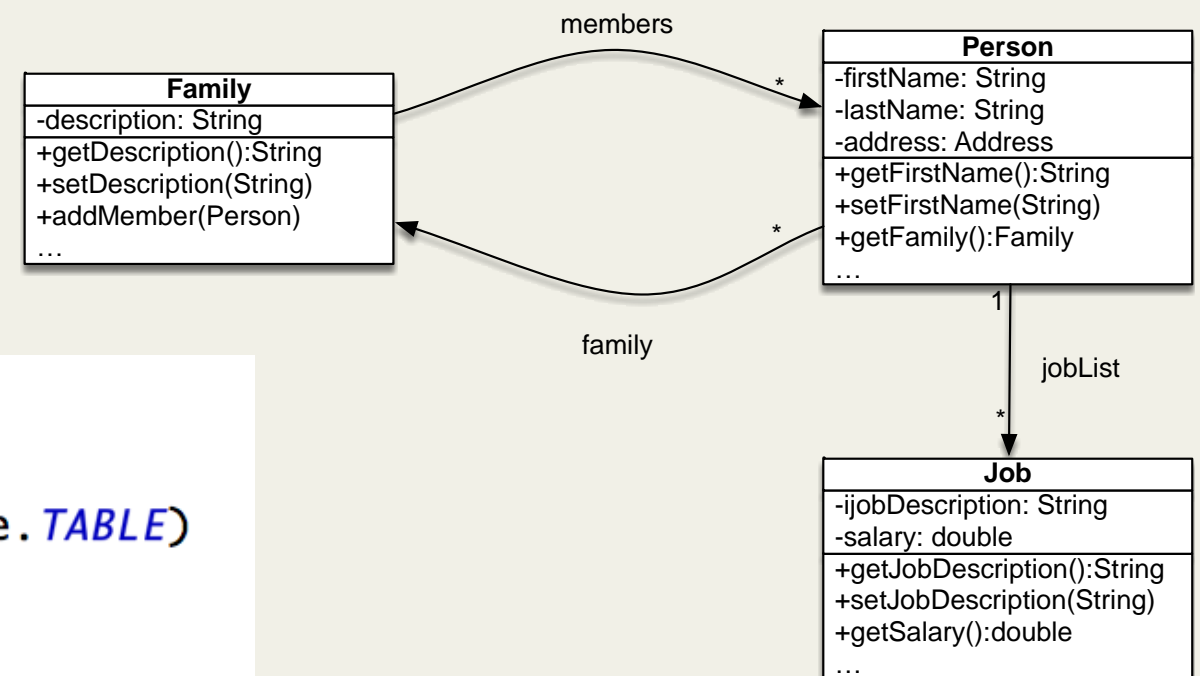 members
Family
-description: String
+getDescription():String
+setDescription(String)
+addMember(Person)
…
*
*
family
Person
-firstName: String
-lastName: String
-address: Address
+getFirstName():String
+setFirstName(String)
+getFamily():Family
…
1
jobList
*
e.TABLE)
Job
-ijobDescription: String
-salary: double
+getJobDescription():String
+setJobDescription(String)
+getSalary():double
…